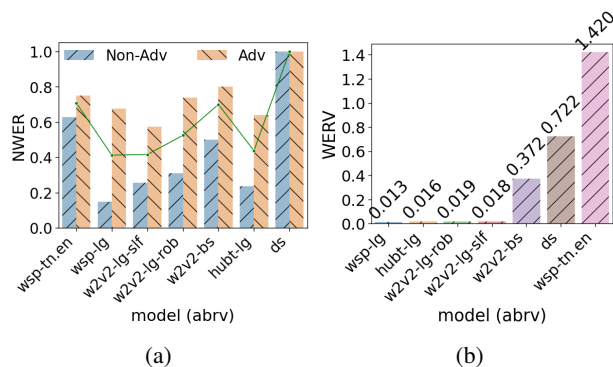 1.0
0.8
0.6
0.4
0.2
0.0
NWER
Non-Adv
Adv
wsp-tn.en
wsp-lg
w2v2-lg-slf
w2v2-lg-rob
w2v2-bs
hubt-lg
ds
model (abrv)
(a)
1.4
1.2
1.0
0.8
0.6
0.4
0.2
0.0
WERV
0.013
0.016
0.019
0.018
0.372
0.722
1.420
wsp-lg
hubt-lg
w2v2-lg-rob
w2v2-lg-slf
w2v2-bs
ds
wsp-tn.en
model (abrv)
(b)